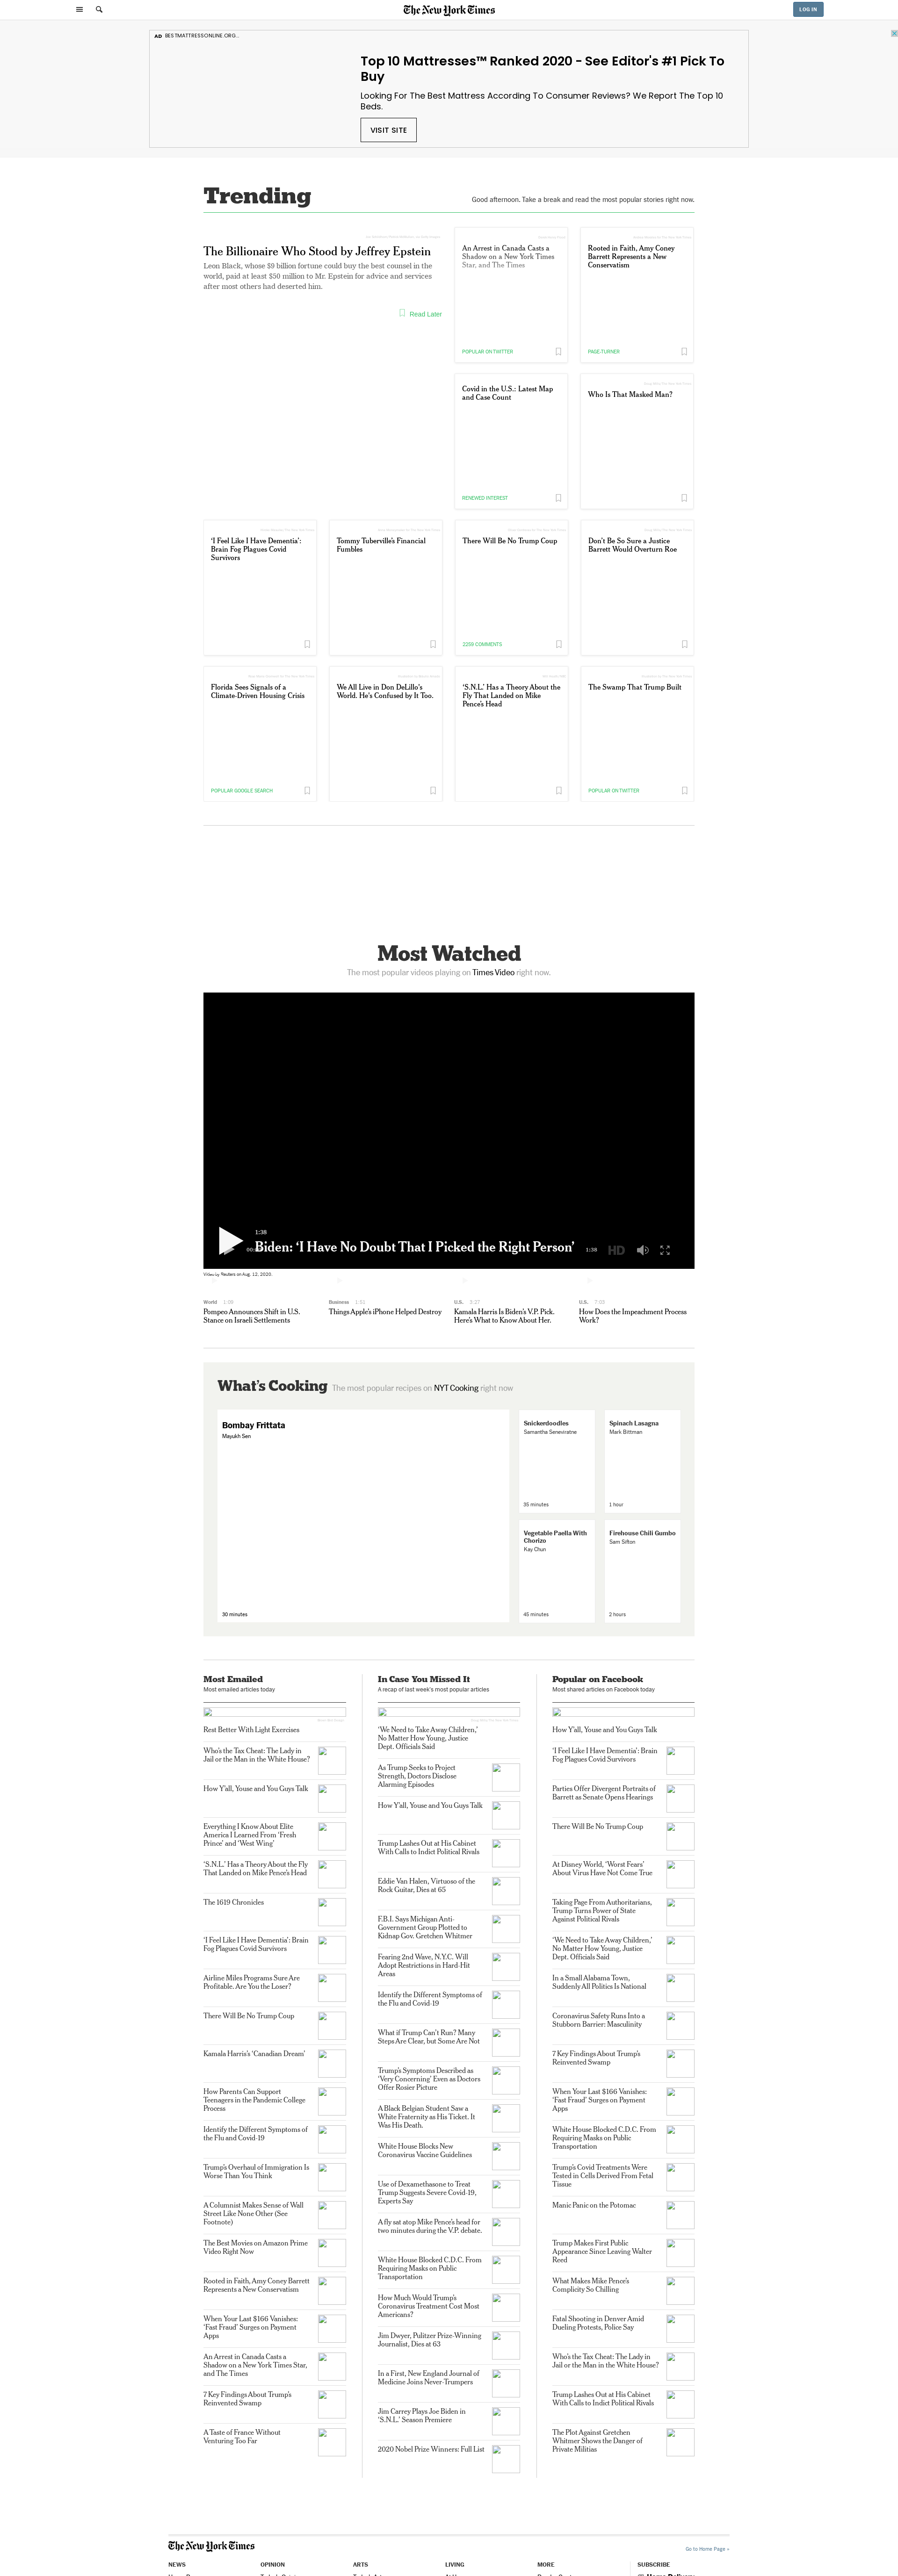 The New York Times
LOG IN
AD BESTMATTRESSONLINE.ORG...
Top 10 Mattresses™ Ranked 2020 - See Editor's #1 Pick To
Buy
Looking For The Best Mattress According To Consumer Reviews? We Report The Top 10
Beds.
VISIT SITE
Trending
Good afternoon. Take a break and read the most popular stories right now.
The Billionaire Who Stood by Jeffrey Epstein
Leon Black, whose $9 billion fortune could buy the best counsel in the
world, paid at least $50 million to Mr. Epstein for advice and services
after most others had deserted him.
Read Later
An Arrest in Canada Casts a
Shadow on a New York Times
Star, and The Times
POPULAR ON TWITTER
Rooted in Faith, Amy Coney
Barrett Represents a New
Conservatism
PAGE-TURNER
Covid in the U.S.: Latest Map
and Case Count
RENEWED INTEREST
Who Is That Masked Man?
‘I Feel Like I Have Dementia’:
Brain Fog Plagues Covid
Survivors
Tommy Tuberville’s Financial
Fumbles
There Will Be No Trump Coup
2259 COMMENTS
Don’t Be So Sure a Justice
Barrett Would Overturn Roe
Florida Sees Signals of a
Climate-Driven Housing Crisis
POPULAR GOOGLE SEARCH
We All Live in Don DeLillo’s
World. He’s Confused by It Too.
‘S.N.L.’ Has a Theory About the
Fly That Landed on Mike
Pence’s Head
The Swamp That Trump Built
POPULAR ON TWITTER
Most Watched
The most popular videos playing on Times Video right now.
1:38
Biden: ‘I Have No Doubt That I Picked the Right Person’
1:38 HD
Video by Reuters on Aug. 12, 2020.
World 1:08
Pompeo Announces Shift in U.S.
Stance on Israeli Settlements
Business 1:51
Things Apple’s iPhone Helped Destroy
U.S. 3:27
Kamala Harris Is Biden’s V.P. Pick.
Here’s What to Know About Her.
U.S. 7:03
How Does the Impeachment Process
Work?
What’s Cooking The most popular recipes on NYT Cooking right now
Bombay Frittata
Mayukh Sen
30 minutes
Snickerdoodles
Samantha Seneviratne
35 minutes
Spinach Lasagna
Mark Bittman
1 hour
Vegetable Paella With
Chorizo
Kay Chun
45 minutes
Firehouse Chili Gumbo
Sam Sifton
2 hours
Most Emailed
Most emailed articles today
Rest Better With Light Exercises
Who’s the Tax Cheat: The Lady in
Jail or the Man in the White House?
How Y’all, Youse and You Guys Talk
Everything I Know About Elite
America I Learned From ‘Fresh
Prince’ and ‘West Wing’
‘S.N.L.’ Has a Theory About the Fly
That Landed on Mike Pence’s Head
The 1619 Chronicles
‘I Feel Like I Have Dementia’: Brain
Fog Plagues Covid Survivors
Airline Miles Programs Sure Are
Profitable. Are You the Loser?
There Will Be No Trump Coup
Kamala Harris’s ‘Canadian Dream’
How Parents Can Support
Teenagers in the Pandemic College
Process
Identify the Different Symptoms of
the Flu and Covid-19
Trump’s Overhaul of Immigration Is
Worse Than You Think
A Columnist Makes Sense of Wall
Street Like None Other (See
Footnote)
The Best Movies on Amazon Prime
Video Right Now
Rooted in Faith, Amy Coney Barrett
Represents a New Conservatism
When Your Last $166 Vanishes:
‘Fast Fraud’ Surges on Payment
Apps
An Arrest in Canada Casts a
Shadow on a New York Times Star,
and The Times
7 Key Findings About Trump’s
Reinvented Swamp
A Taste of France Without
Venturing Too Far
In Case You Missed It
A recap of last week’s most popular articles
‘We Need to Take Away Children,’
No Matter How Young, Justice
Dept. Officials Said
As Trump Seeks to Project
Strength, Doctors Disclose
Alarming Episodes
How Y’all, Youse and You Guys Talk
Trump Lashes Out at His Cabinet
With Calls to Indict Political Rivals
Eddie Van Halen, Virtuoso of the
Rock Guitar, Dies at 65
F.B.I. Says Michigan Anti-
Government Group Plotted to
Kidnap Gov. Gretchen Whitmer
Fearing 2nd Wave, N.Y.C. Will
Adopt Restrictions in Hard-Hit
Areas
Identify the Different Symptoms of
the Flu and Covid-19
What if Trump Can’t Run? Many
Steps Are Clear, but Some Are Not
Trump’s Symptoms Described as
‘Very Concerning’ Even as Doctors
Offer Rosier Picture
A Black Belgian Student Saw a
White Fraternity as His Ticket. It
Was His Death.
White House Blocks New
Coronavirus Vaccine Guidelines
Use of Dexamethasone to Treat
Trump Suggests Severe Covid-19,
Experts Say
A fly sat atop Mike Pence’s head for
two minutes during the V.P. debate.
White House Blocked C.D.C. From
Requiring Masks on Public
Transportation
How Much Would Trump’s
Coronavirus Treatment Cost Most
Americans?
Jim Dwyer, Pulitzer Prize-Winning
Journalist, Dies at 63
In a First, New England Journal of
Medicine Joins Never-Trumpers
Jim Carrey Plays Joe Biden in
‘S.N.L.’ Season Premiere
2020 Nobel Prize Winners: Full List
Popular on Facebook
Most shared articles on Facebook today
How Y’all, Youse and You Guys Talk
‘I Feel Like I Have Dementia’: Brain
Fog Plagues Covid Survivors
Parties Offer Divergent Portraits of
Barrett as Senate Opens Hearings
There Will Be No Trump Coup
At Disney World, ‘Worst Fears’
About Virus Have Not Come True
Taking Page From Authoritarians,
Trump Turns Power of State
Against Political Rivals
‘We Need to Take Away Children,’
No Matter How Young, Justice
Dept. Officials Said
In a Small Alabama Town,
Suddenly All Politics Is National
Coronavirus Safety Runs Into a
Stubborn Barrier: Masculinity
7 Key Findings About Trump’s
Reinvented Swamp
When Your Last $166 Vanishes:
‘Fast Fraud’ Surges on Payment
Apps
White House Blocked C.D.C. From
Requiring Masks on Public
Transportation
Trump’s Covid Treatments Were
Tested in Cells Derived From Fetal
Tissue
Manic Panic on the Potomac
Trump Makes First Public
Appearance Since Leaving Walter
Reed
What Makes Mike Pence’s
Complicity So Chilling
Fatal Shooting in Denver Amid
Dueling Protests, Police Say
Who’s the Tax Cheat: The Lady in
Jail or the Man in the White House?
Trump Lashes Out at His Cabinet
With Calls to Indict Political Rivals
The Plot Against Gretchen
Whitmer Shows the Danger of
Private Militias
The New York Times
Go to Home Page »
NEWS
OPINION
ARTS
LIVING
MORE
SUBSCRIBE